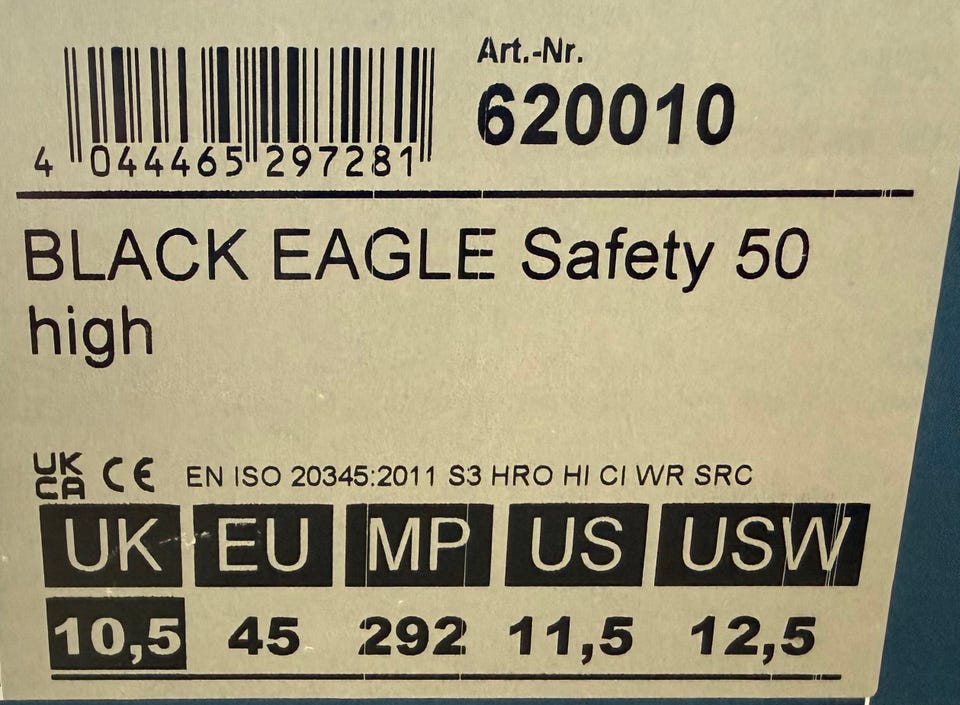 Art.-Nr.
620010
4 044465 297281
BLACK EAGLE Safety 50
high
UK
CA CE EN ISO 20345:2011 S3 HRO HI CI WR SRC
UK EU MP US USW
10,5 45 292 11,5 12,5